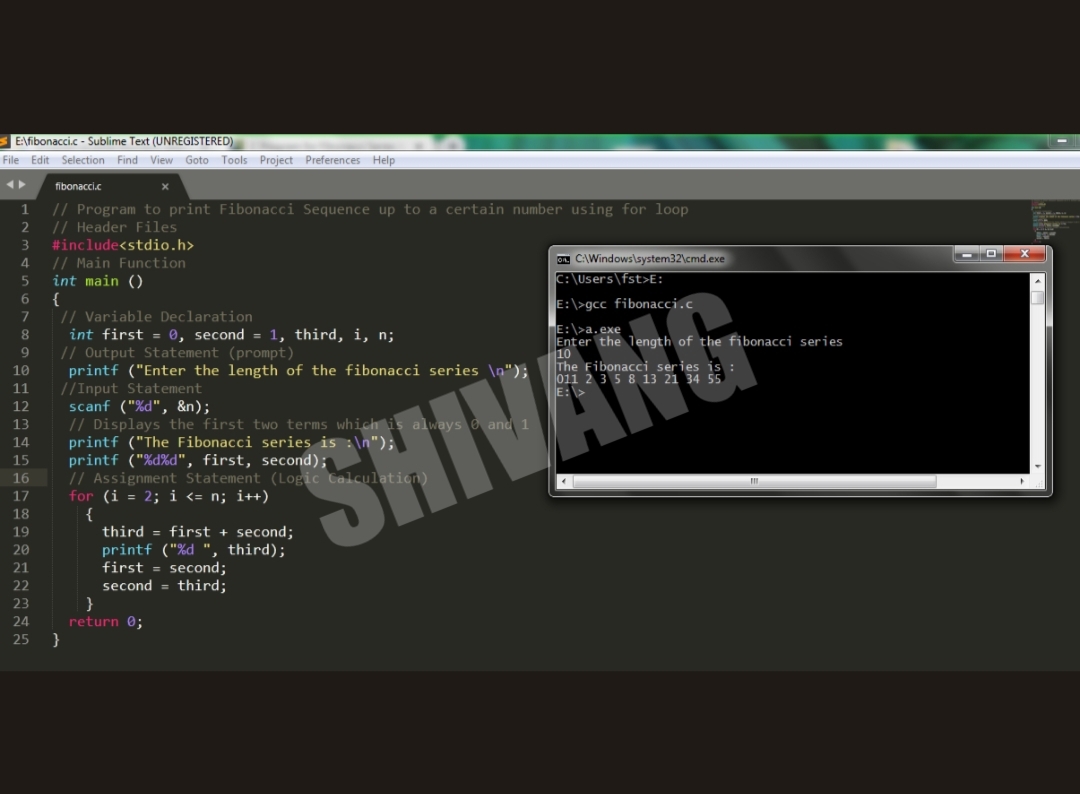 E:\fibonacci.c - Sublime Text (UNREGISTERED)
File Edit Selection Find View Goto Tools Project Preferences Help
fibonacci.c
1 // Program to print Fibonacci Sequence up to a certain number using for loop
2 // Header Files
3 #include<stdio.h>
4 // Main Function
5 int main ()
6 {
7 // Variable Declaration
8 int first = 0, second = 1, third, i, n;
9 // Output Statement (prompt)
10 printf ("Enter the length of the fibonacci series \n");
11 //Input Statement
12 scanf ("%d", &n);
13 // Displays the first two terms which is always 0 and 1
14 printf ("The Fibonacci series is :\n");
15 printf ("%d%d", first, second);
16 // Assignment Statement (Logic Calculation)
17 for (i = 2; i <= n; i++)
18 {
19 third = first + second;
20 printf ("%d ", third);
21 first = second;
22 second = third;
23 }
24 return 0;
25 }
C:\Windows\system32\cmd.exe
C:\Users\fst>E:
E:\>gcc fibonacci.c
E:\>a.exe
Enter the length of the fibonacci series
10
The Fibonacci series is :
011 2 3 5 8 13 21 34 55
E:\>
SHIVANG